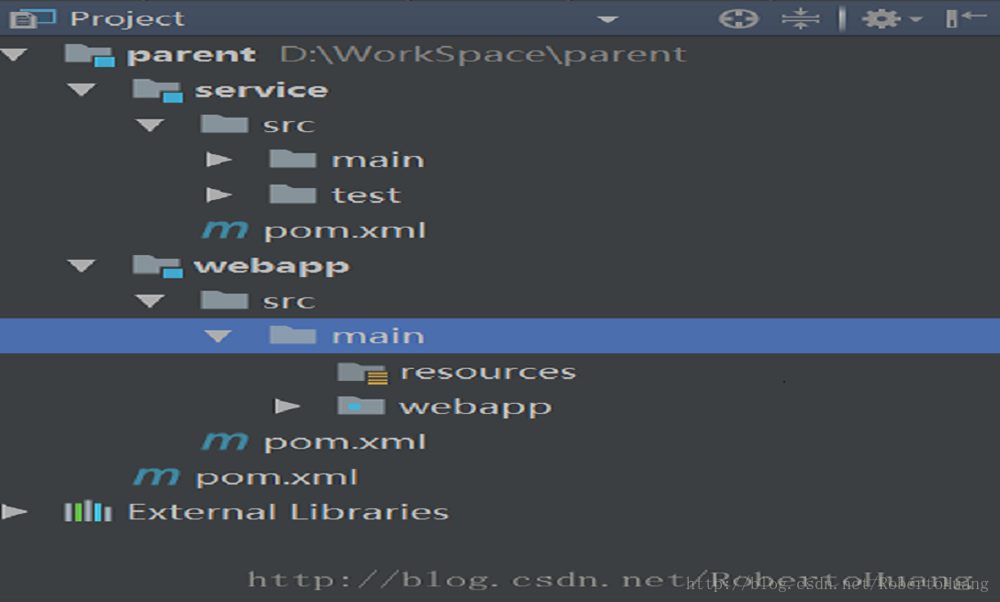 Project
parent D:\WorkSpace\parent
service
src
main
test
pom.xml
webapp
src
main
resources
webapp
pom.xml
pom.xml
External Libraries
http://blog.csdn.net/RobertoHuang
http://blog.csdn.net/RobertoHuang